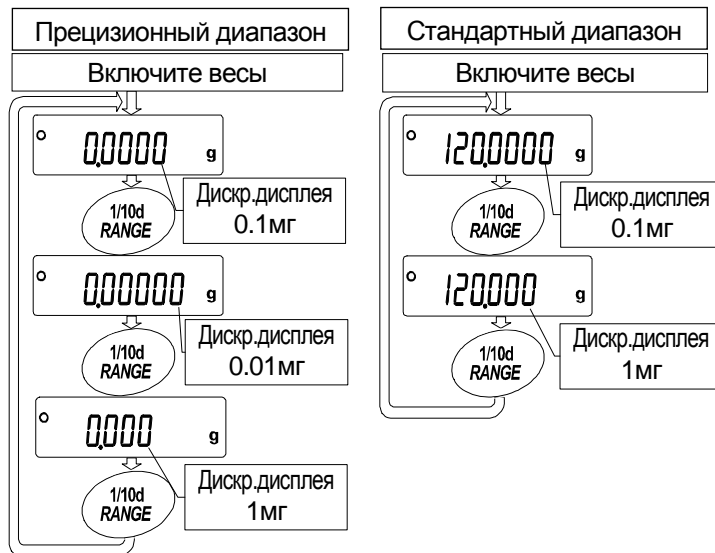 Прецизионный диапазон
Включите весы
0.0000 g
1/10d
RANGE
Дискр.дисплея
0.1мг
0.00000 g
1/10d
RANGE
Дискр.дисплея
0.01мг
0.000 g
1/10d
RANGE
Дискр.дисплея
1мг
Стандартный диапазон
Включите весы
120.0000 g
1/10d
RANGE
Дискр.дисплея
0.1мг
120.000 g
1/10d
RANGE
Дискр.дисплея
1мг